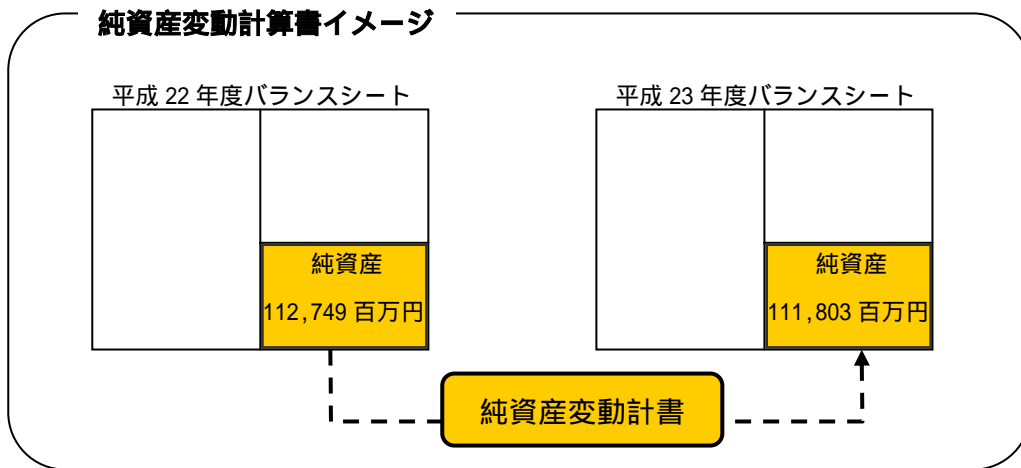 純資産変動計算書イメージ
平成 22 年度バランスシート
平成 23 年度バランスシート
純資産
112,749 百万円
純資産
111,803 百万円
純資産変動計書